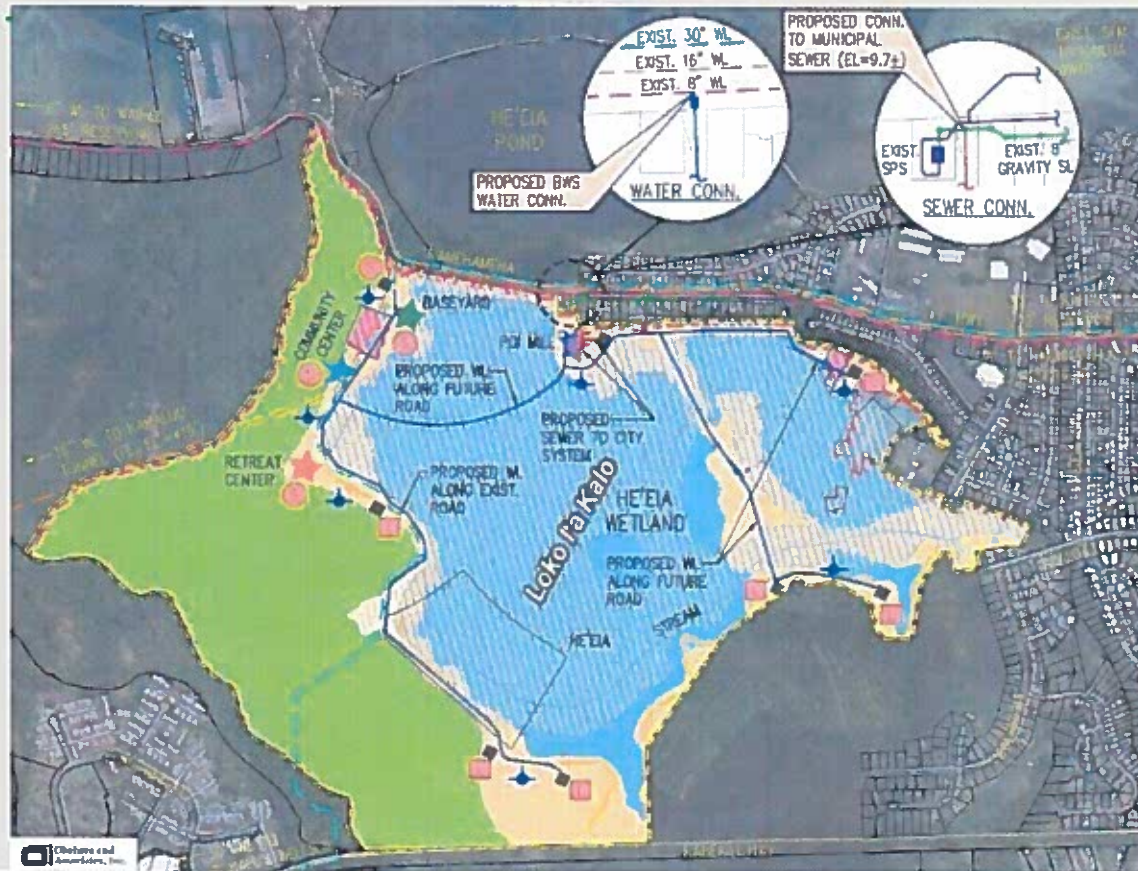 EXIST. 30" WL
EXIST. 16" WL
EXIST. 8" WL
PROPOSED BWS
WATER CONN.
WATER CONN.
PROPOSED CONN.
TO MUNICIPAL
SEWER (EL=9.7±)
EXIST.
SPS
EXIST. 8"
GRAVITY SL
SEWER CONN.
HE'EIA
POND
COMMUNITY
CENTER
BASEYARD
POI MILL
PROPOSED WL
ALONG FUTURE
ROAD
PROPOSED
SEWER TO CITY
SYSTEM
RETREAT
CENTER
PROPOSED WL
ALONG EXIST.
ROAD
Loko I'a Kalo
HE'EIA
WETLAND
PROPOSED WL
ALONG FUTURE
ROAD
STREAM
HE'EIA